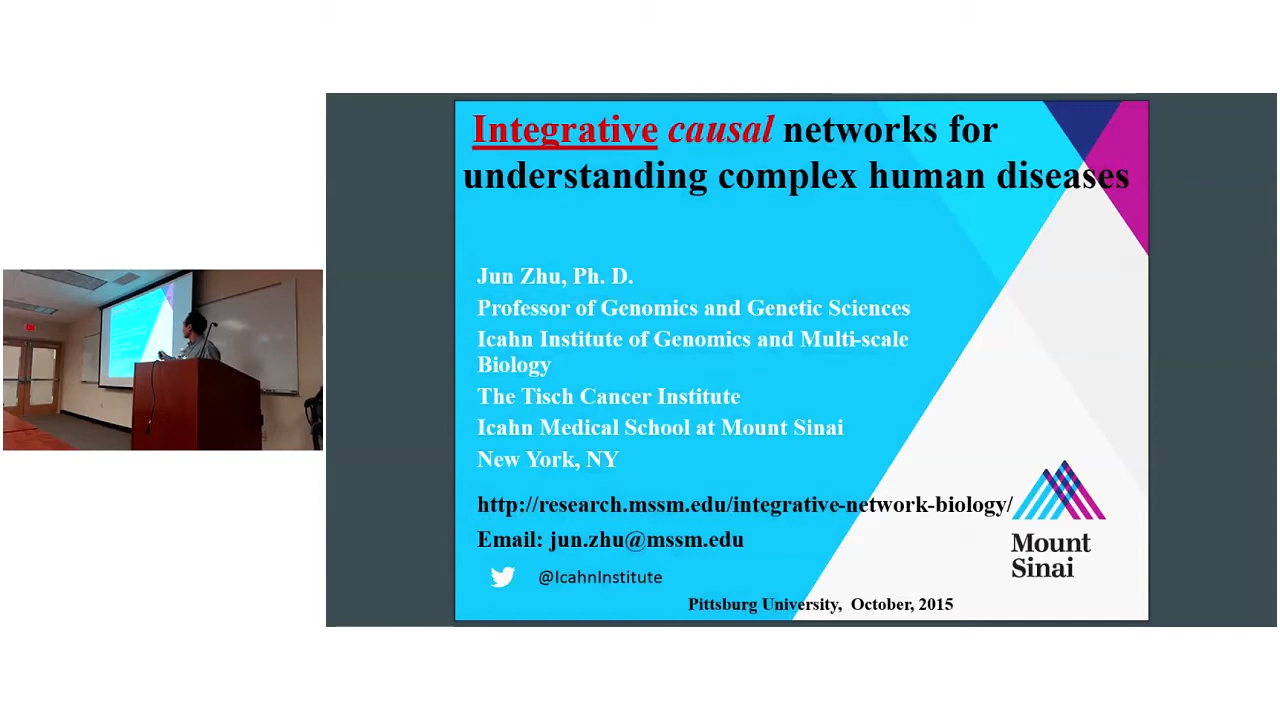 Integrative causal networks for
understanding complex human diseases
Jun Zhu, Ph. D.
Professor of Genomics and Genetic Sciences
Icahn Institute of Genomics and Multi-scale
Biology
The Tisch Cancer Institute
Icahn Medical School at Mount Sinai
New York, NY
http://research.mssm.edu/integrative-network-biology/
Email: jun.zhu@mssm.edu
@IcahnInstitute
Mount
Sinai
Pittsburg University, October, 2015